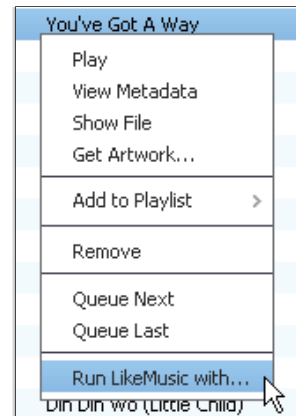 You've Got A Way
Play
View Metadata
Show File
Get Artwork...
Add to Playlist >
Remove
Queue Next
Queue Last
Run LikeMusic with...
Din Din Wo (Little Child)